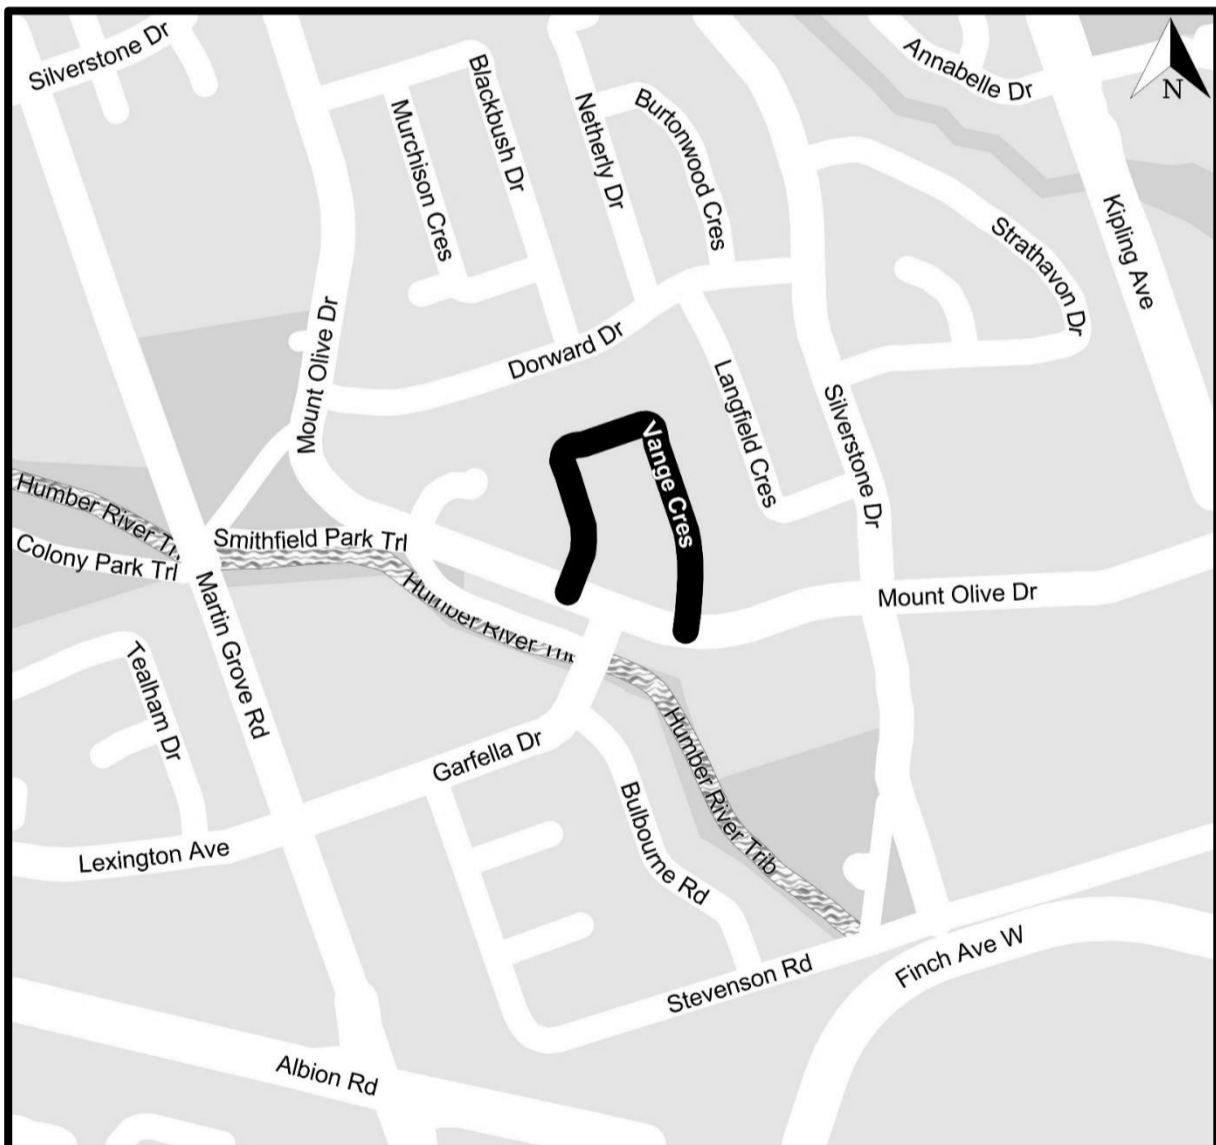 Silverstone Dr
Annabelle Dr
N
Blackbush Dr
Murchison Cres
Netherly Dr
Burtonwood Cres
Kipling Ave
Strathavon Dr
Mount Olive Dr
Dorward Dr
Langfield Cres
Silverstone Dr
Vange Cres
Humber River
Smithfield Park Trl
Colony Park Trl
Martin Grove Rd
Humber River
Mount Olive Dr
Tealham Dr
Garfella Dr
Humber River Trib
Bulbourne Rd
Lexington Ave
Stevenson Rd
Finch Ave W
Albion Rd